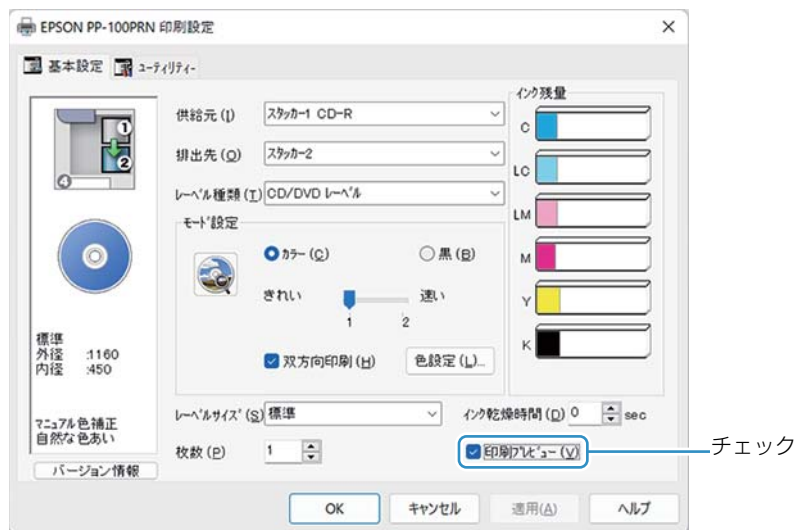 EPSON PP-100PRN 印刷設定
基本設定 ユーティリティー
1
2
4
標準
外径 :1160
内径 :450
マニュアル色補正
自然な色あい
バージョン情報
供給元(I) スタッカー1 CD-R
排出先(O) スタッカー2
レーベル種類(T) CD/DVD レーベル
モード設定
カラー(C) 黒(B)
きれい 速い
1 2
双方向印刷(H) 色設定(L)...
レーベルサイズ(S) 標準
インク乾燥時間(D) 0 sec
枚数(P) 1
印刷プレビュー(V)
チェック
インク残量
C
LC
LM
M
Y
K
OK キャンセル 適用(A) ヘルプ